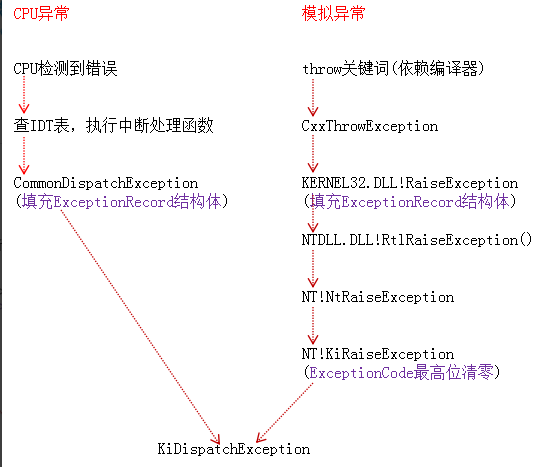 CPU异常
CPU检测到错误
查IDT表，执行中断处理函数
CommonDispatchException
(填充ExceptionRecord结构体)
模拟异常
throw关键词(依赖编译器)
CxxThrowException
KERNEL32.DLL!RaiseException
(填充ExceptionRecord结构体)
NTDLL.DLL!RtlRaiseException()
NT!NtRaiseException
NT!KiRaiseException
(ExceptionCode最高位清零)
KiDispatchException